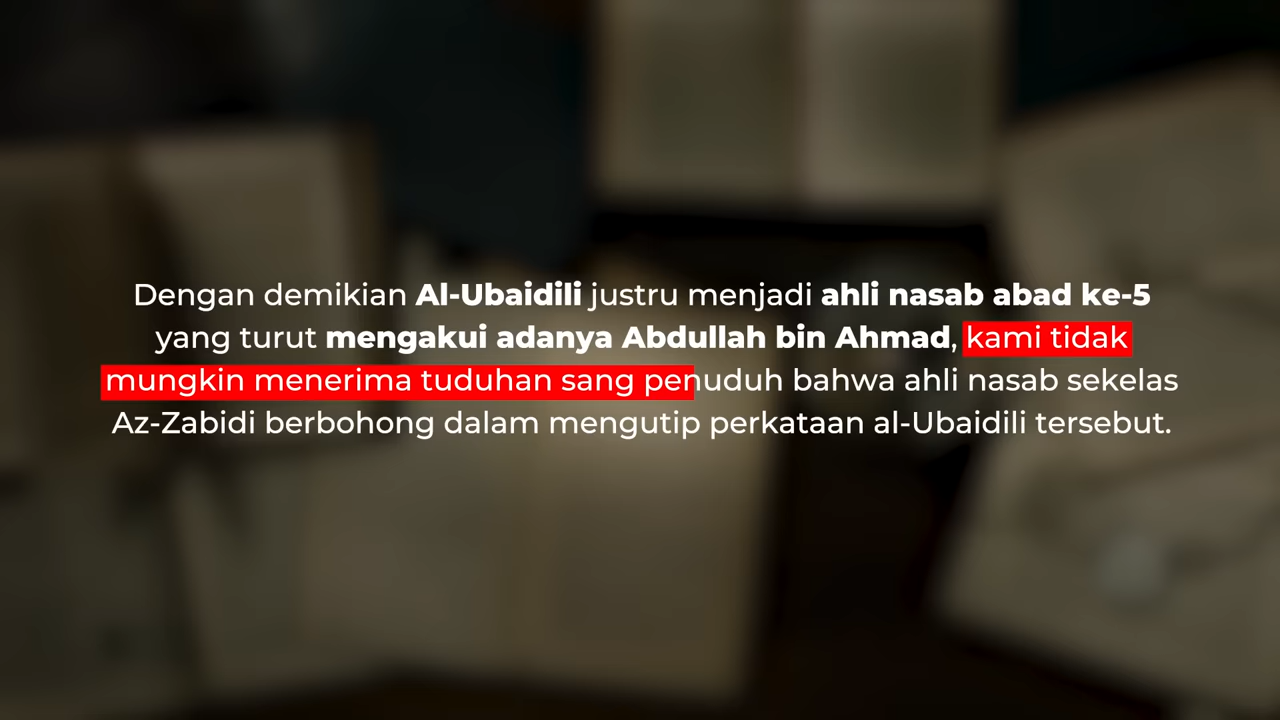 Dengan demikian Al-Ubaidili justru menjadi ahli nasab abad ke-5
yang turut mengakui adanya Abdullah bin Ahmad, kami tidak
mungkin menerima tuduhan sang penuduh bahwa ahli nasab sekelas
Az-Zabidi berbohong dalam mengutip perkataan al-Ubaidili tersebut.